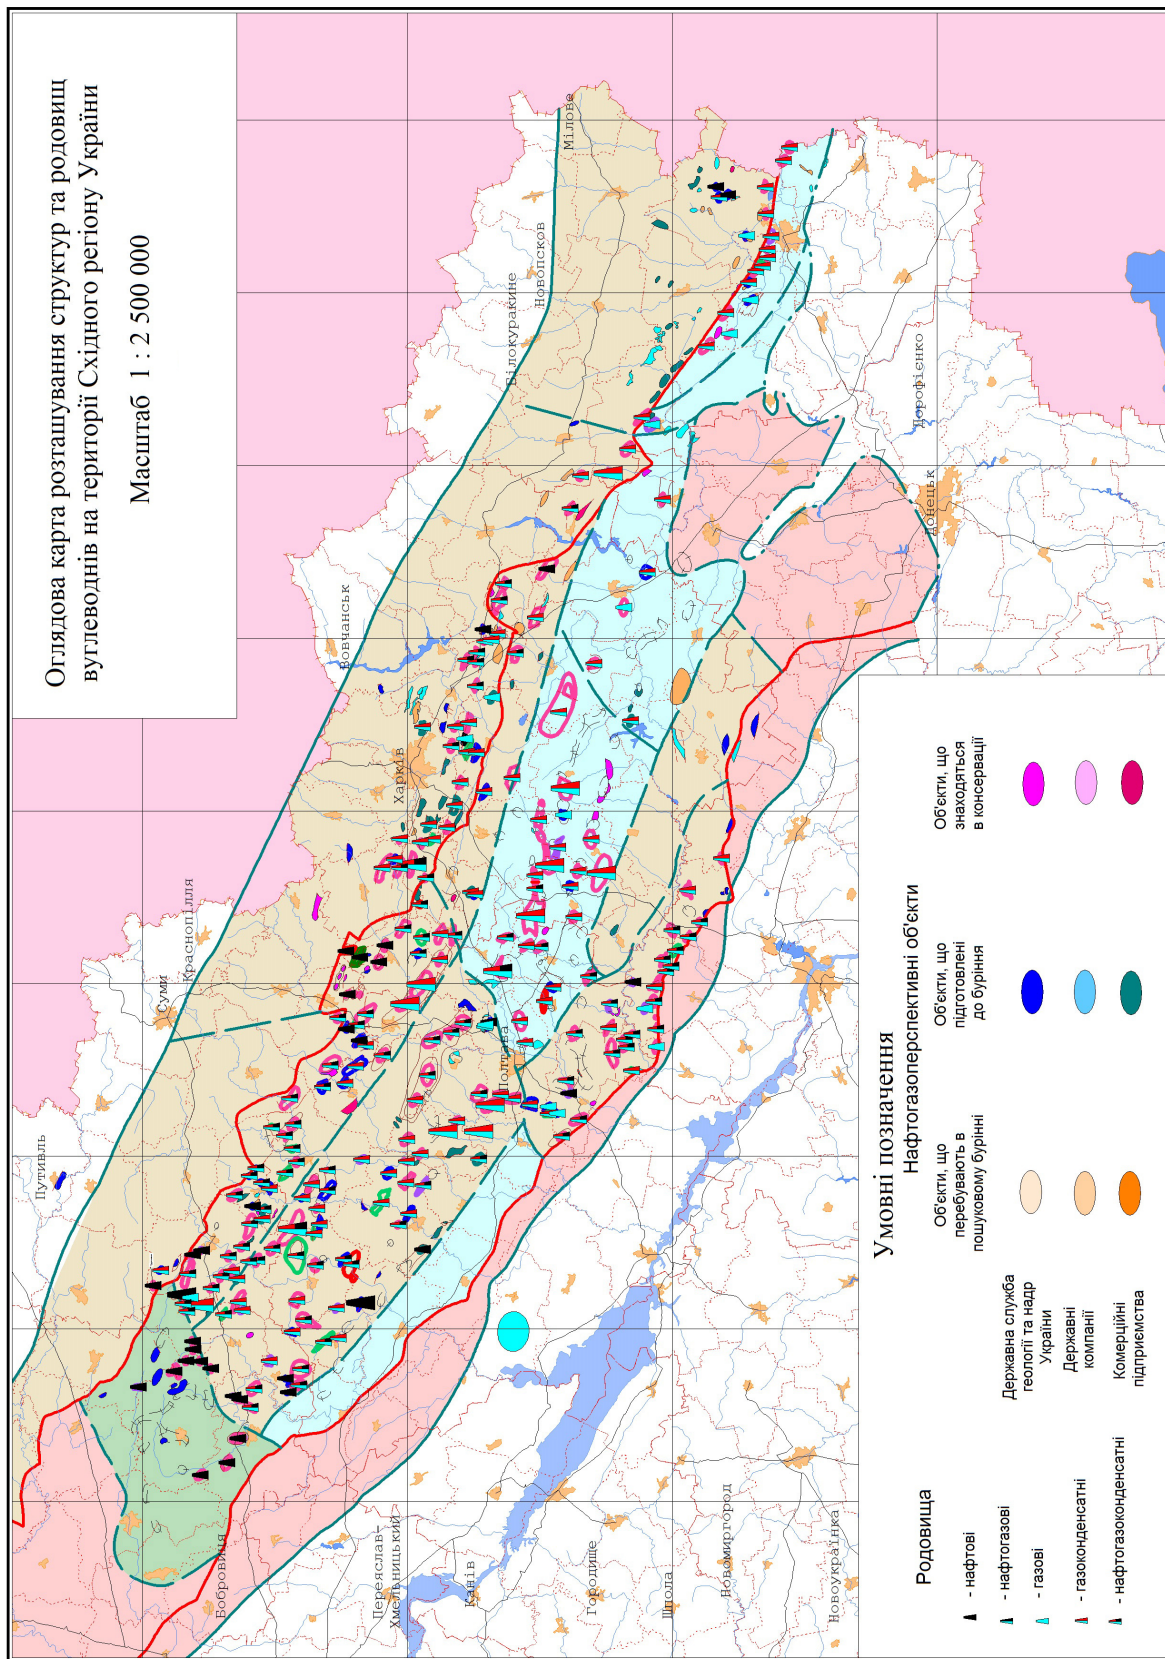 Оглядова карта розташування структур та родовищ
вуглеводнів на території Східного регіону України
Масштаб 1 : 2 500 000
Мілове
Новопсков
Білокуракине
Вовчанськ
Харків
Краснопілля
Суми
Путивль
Полтава
Донецьк
Дорофієнко
Бобровиця
Переяслав-
Хмельницький
Канів
Городище
Шпола
Новомиргород
Новоукраїнка
Умовні позначення
Нафтогазоперспективні об'єкти
Родовища
- нафтові
- нафтогазові
- газові
- газоконденсатні
- нафтогазоконденсатні
Державна служба
геології та надр
України
Державні
компанії
Комерційні
підприємства
Об'єкти, що
перебувають в
пошуковому бурінні
Об'єкти, що
підготовлені
до буріння
Об'єкти, що
знаходяться
в консервації